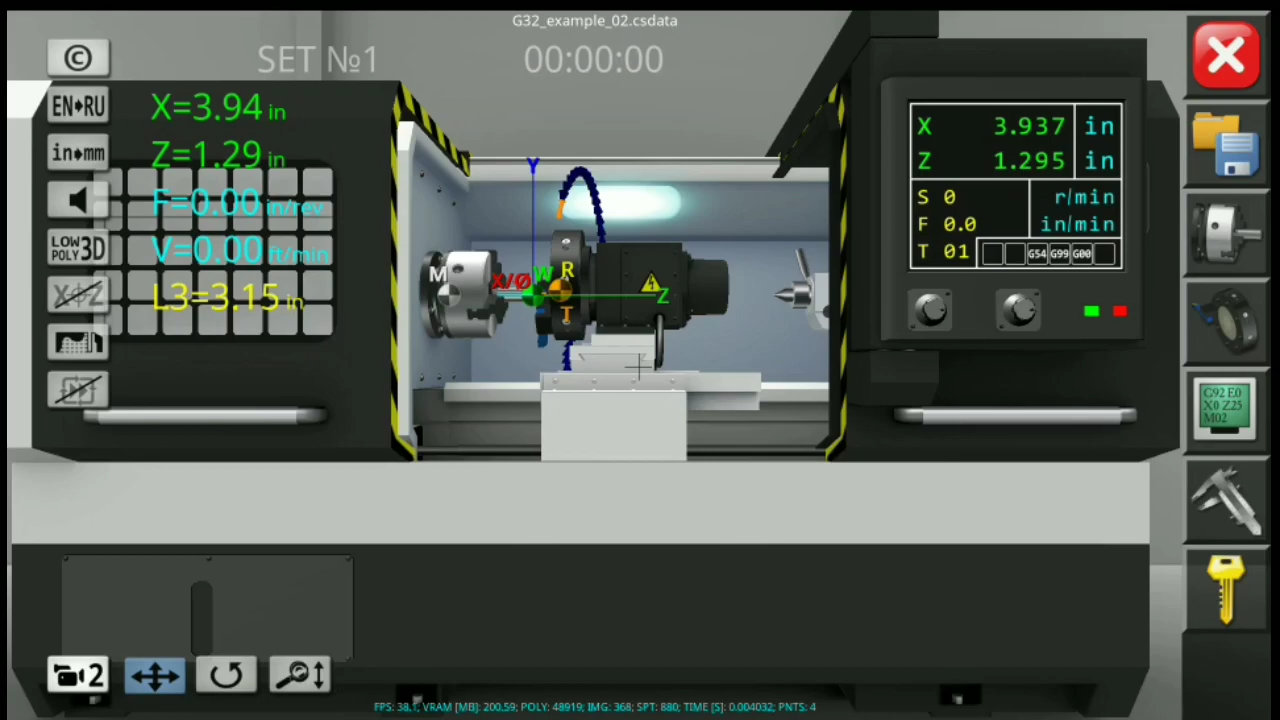 G32_example_02.csdata
SET №1
00:00:00
©
EN→RU
in→mm
LOW POLY 3D
X Z
X=3.94 in
Z=1.29 in
F=0.00 in/rev
V=0.00 ft/min
L3=3.15 in
Y
M
X/Ø
W
R
T
Z
X 3.937 in
Z 1.295 in
S 0 r/min
F 0.0 in/min
T 01 G54 G99 G00
C92 E0
X0 Z25
M02
2
FPS: 38.1, VRAM [MB]: 200.59; POLY: 48919; IMG: 368; SPT: 880; TIME [S]: 0.004032; PNTS: 4